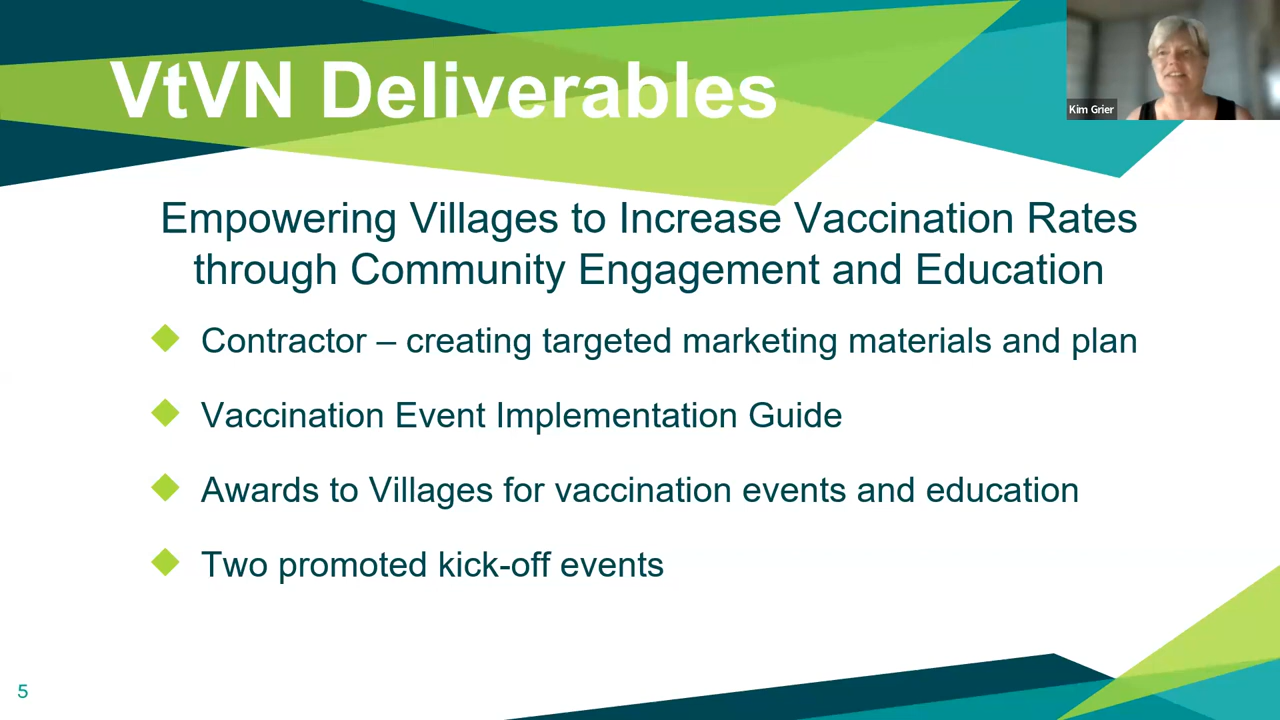 VtVN Deliverables
Kim Grier
Empowering Villages to Increase Vaccination Rates
through Community Engagement and Education
Contractor – creating targeted marketing materials and plan
Vaccination Event Implementation Guide
Awards to Villages for vaccination events and education
Two promoted kick-off events
5